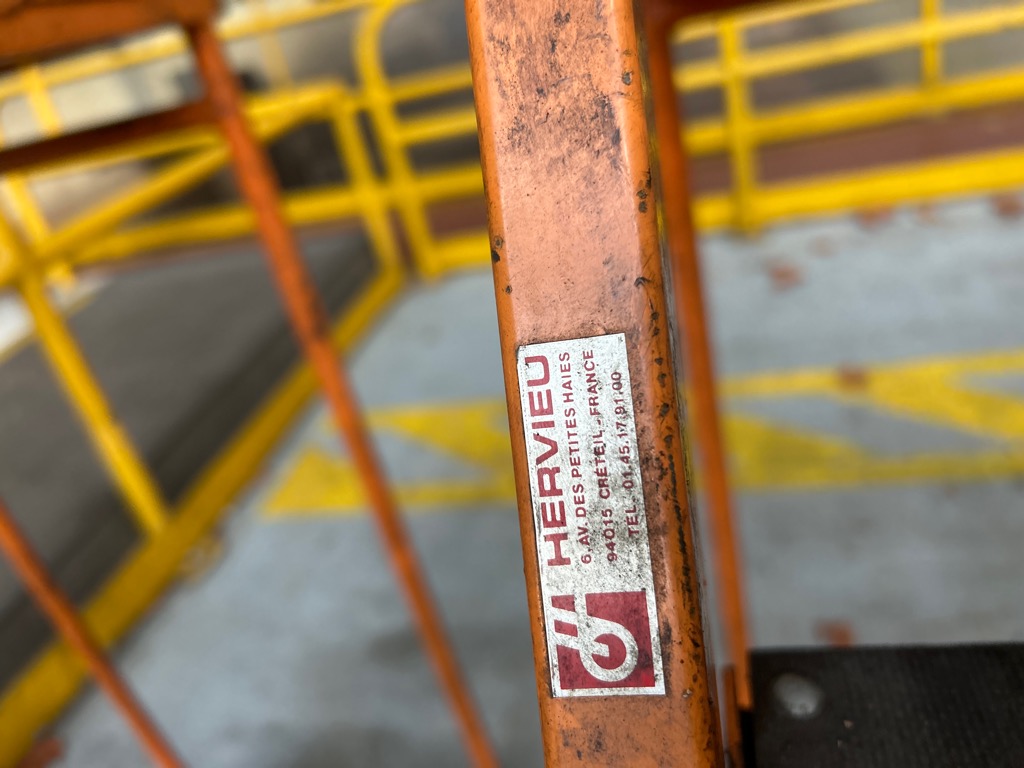 HERVIEU
6. AV. DES PETITES HAIES
94015 CRÉTEIL - FRANCE
TEL. 01.45.17.91.00